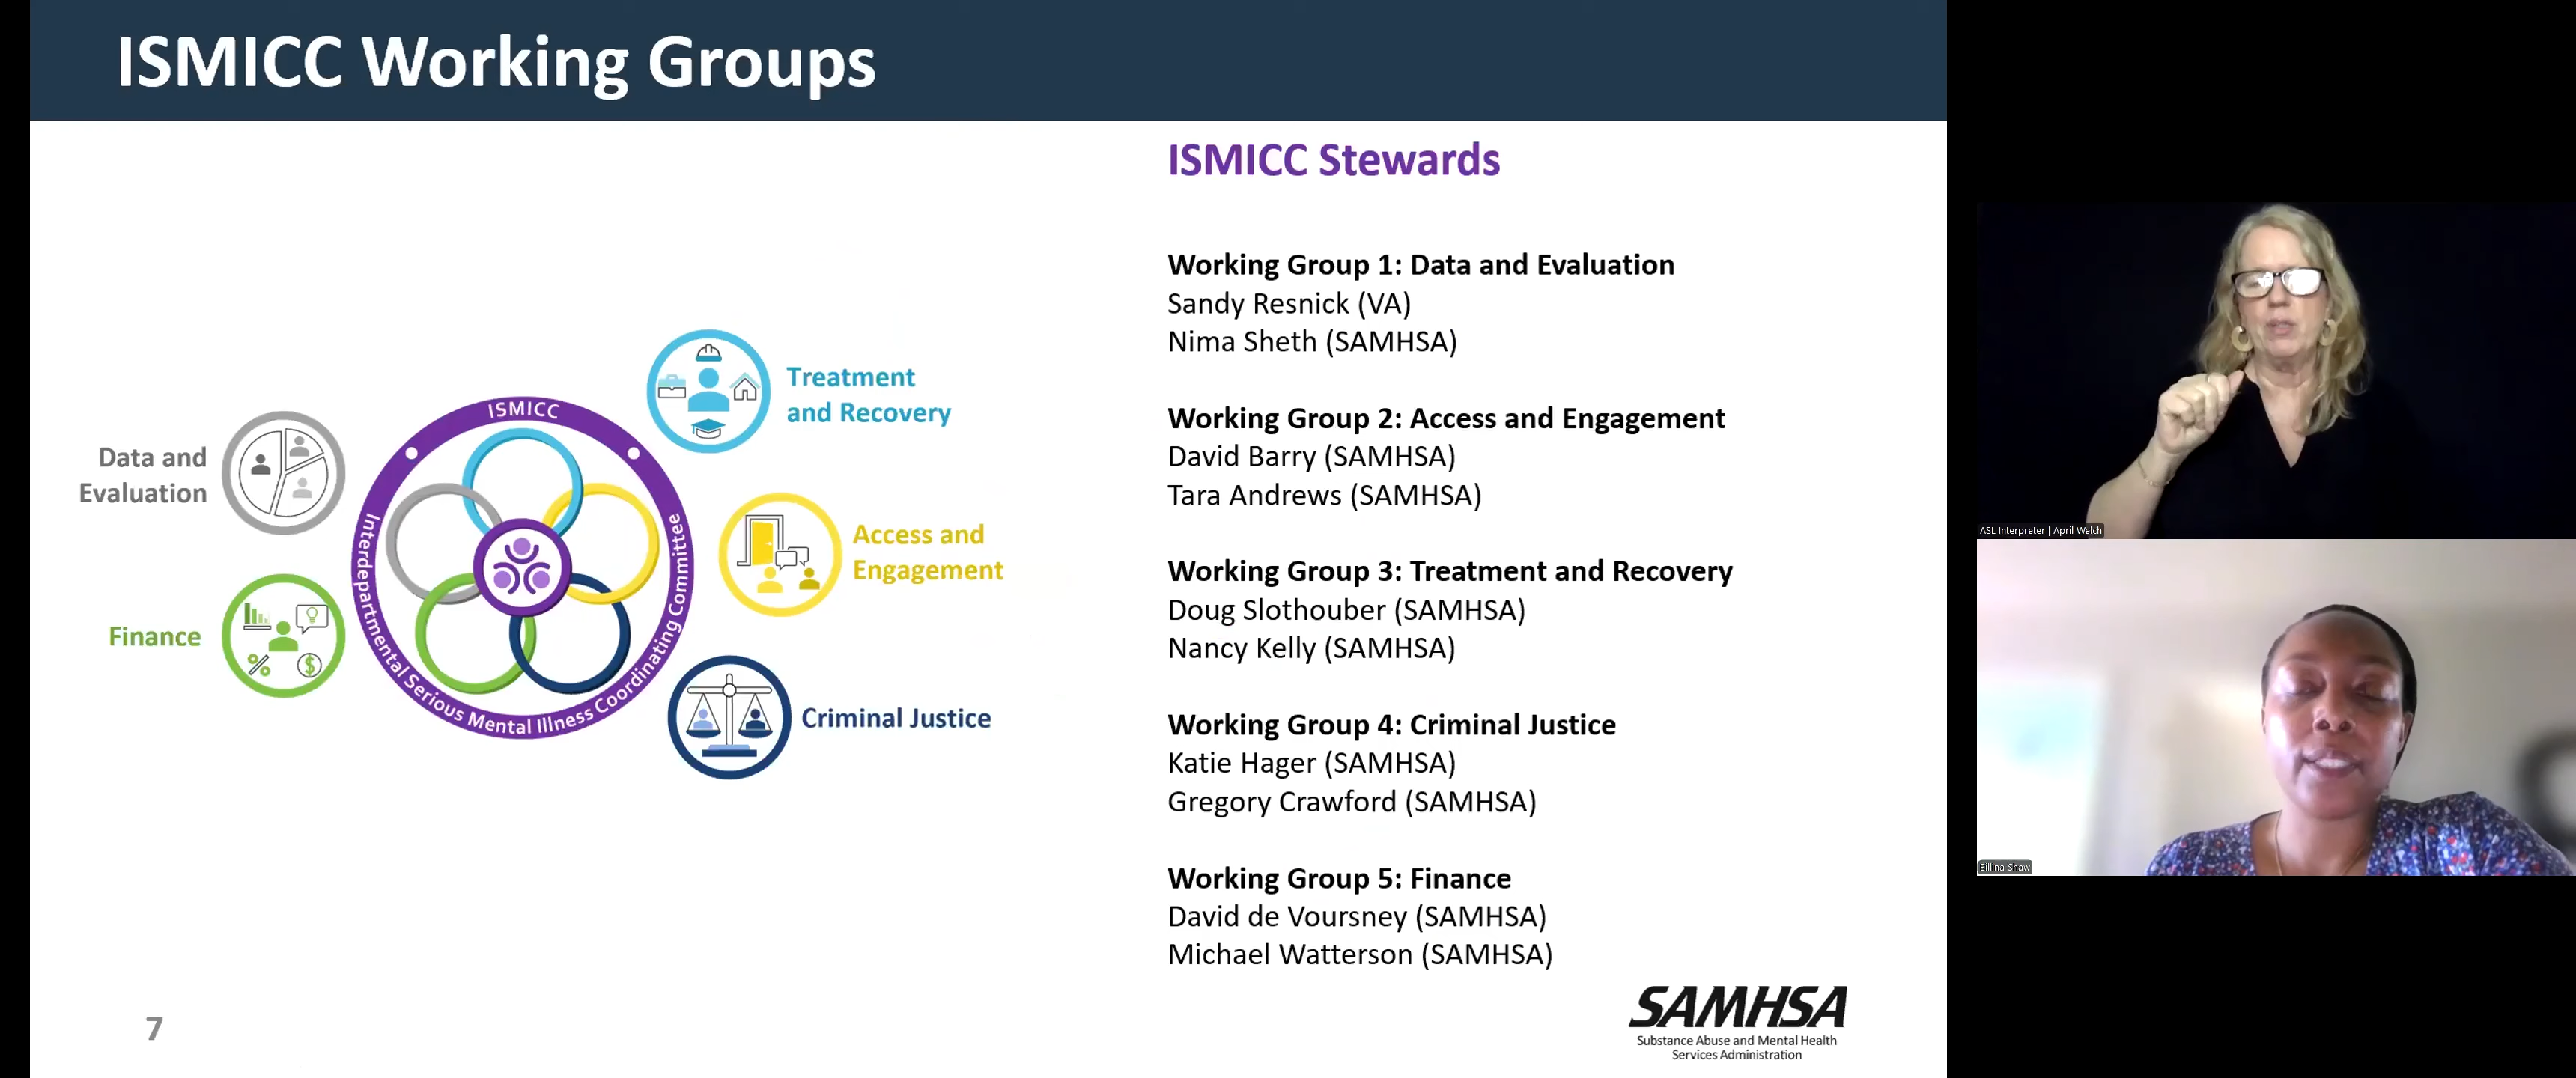 ISMICC Working Groups
ISMICC Stewards
Working Group 1: Data and Evaluation
Sandy Resnick (VA)
Nima Sheth (SAMHSA)
Working Group 2: Access and Engagement
David Barry (SAMHSA)
Tara Andrews (SAMHSA)
Working Group 3: Treatment and Recovery
Doug Slothouber (SAMHSA)
Nancy Kelly (SAMHSA)
Working Group 4: Criminal Justice
Katie Hager (SAMHSA)
Gregory Crawford (SAMHSA)
Working Group 5: Finance
David de Voursney (SAMHSA)
Michael Watterson (SAMHSA)
Treatment
and Recovery
Data and
Evaluation
Access and
Engagement
Finance
Criminal Justice
ISMICC
Interdepartmental Serious Mental Illness Coordinating Committee
%
$
7
SAMHSA
Substance Abuse and Mental Health
Services Administration
ASL Interpreter | April Welch
Billina Shaw